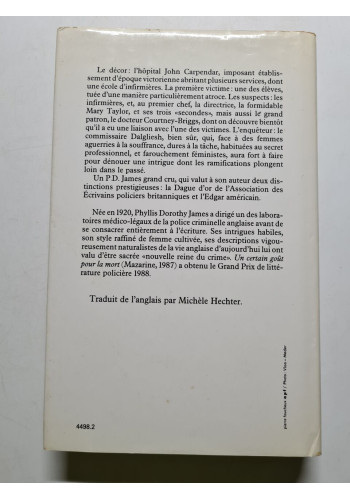 Le décor: l'hôpital John Carpendar, imposant établis-
sement d'époque victorienne abritant plusieurs services, dont
une école d'infirmières. La première victime: une des élèves,
tuée d'une manière particulièrement atroce. Les suspects: les
infirmières, et, au premier chef, la directrice, la formidable
Mary Taylor, et ses trois «secondes», mais aussi le grand
patron, le docteur Courtney-Briggs, dont on découvre bientôt
qu'il a eu une liaison avec l'une des victimes. L'enquêteur: le
commissaire Dalgliesh, bien sûr, qui, face à des femmes
aguerries à la souffrance, dures à la tâche, habituées au secret
professionnel, et farouchement féministes, aura fort à faire
pour dénouer une intrigue dont les ramifications plongent
loin dans le passé.
Un P.D. James grand cru, qui valut à son auteur deux dis-
tinctions prestigieuses: la Dague d'or de l'Association des
Écrivains policiers britanniques et l'Edgar américain.
Née en 1920, Phyllis Dorothy James a dirigé un des labora-
toires médico-légaux de la police criminelle anglaise avant de
se consacrer entièrement à l'écriture. Ses intrigues habiles,
son style raffiné de femme cultivée, ses descriptions vigou-
reusement naturalistes de la vie anglaise d'aujourd'hui lui ont
valu d'être sacrée «nouvelle reine du crime». Un certain goût
pour la mort (Mazarine, 1987) a obtenu le Grand Prix de litté-
rature policière 1988.
Traduit de l'anglais par Michèle Hechter.
4498.2